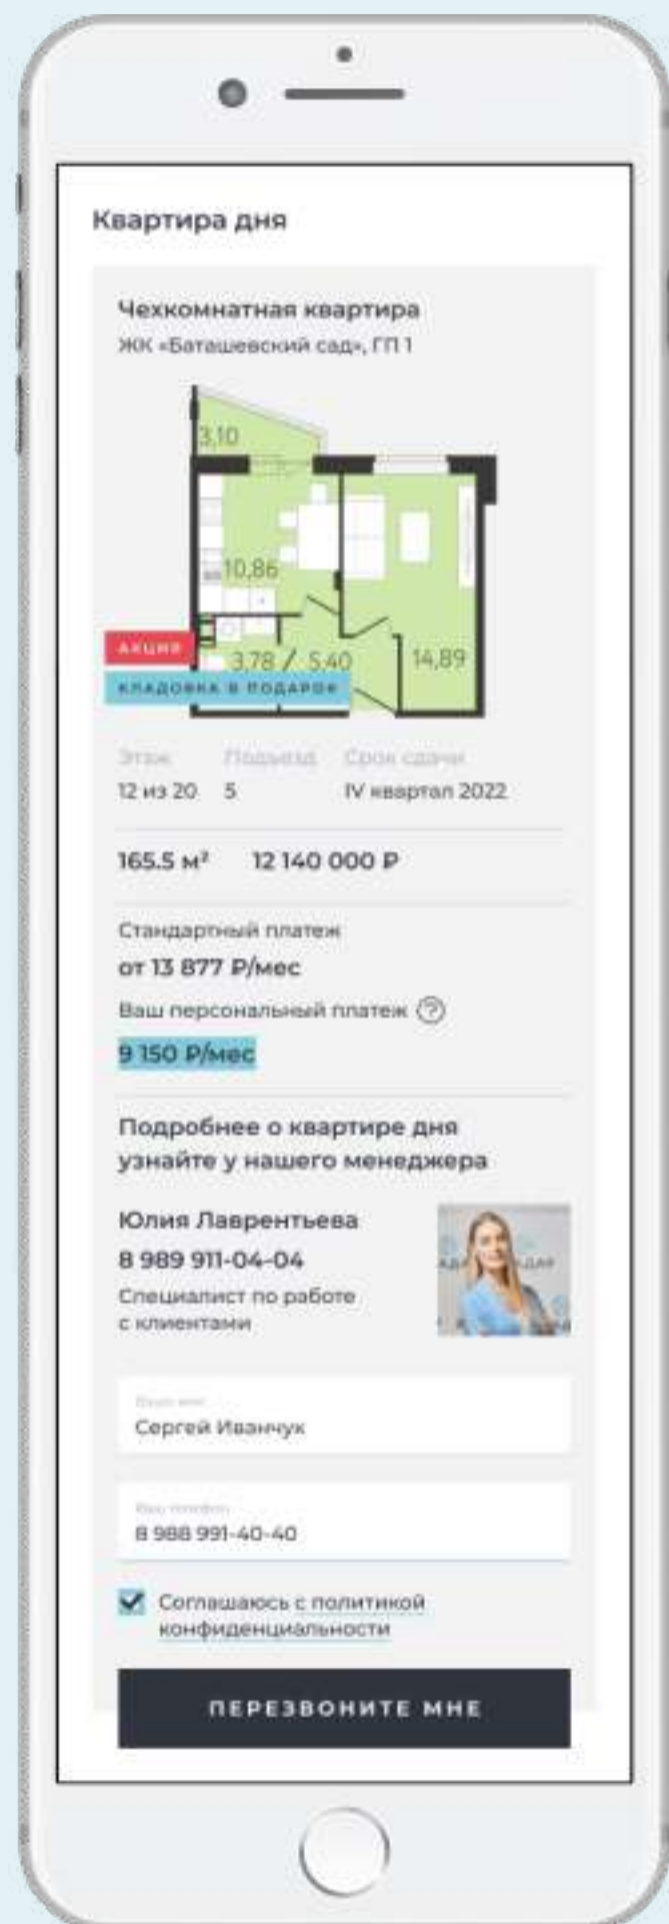 Квартира дня
Чехкомнатная квартира
ЖК «Баташевский сад», ГП 1
3,10
10,86
АКЦИЯ
3.78 / 5.40
14,89
КЛАДОВКА В ПОДАРОК
Этаж Подъезд Срок сдачи
12 из 20 5 IV квартал 2022
165.5 м² 12 140 000 ₽
Стандартный платеж
от 13 877 ₽/мес
Ваш персональный платеж ?
9 150 ₽/мес
Подробнее о квартире дня
узнайте у нашего менеджера
Юлия Лаврентьева
8 989 911-04-04
Специалист по работе
с клиентами
Ваше имя
Сергей Иванчук
Ваш телефон
8 988 991-40-40
Соглашаюсь с политикой
конфиденциальности
ПЕРЕЗВОНИТЕ МНЕ